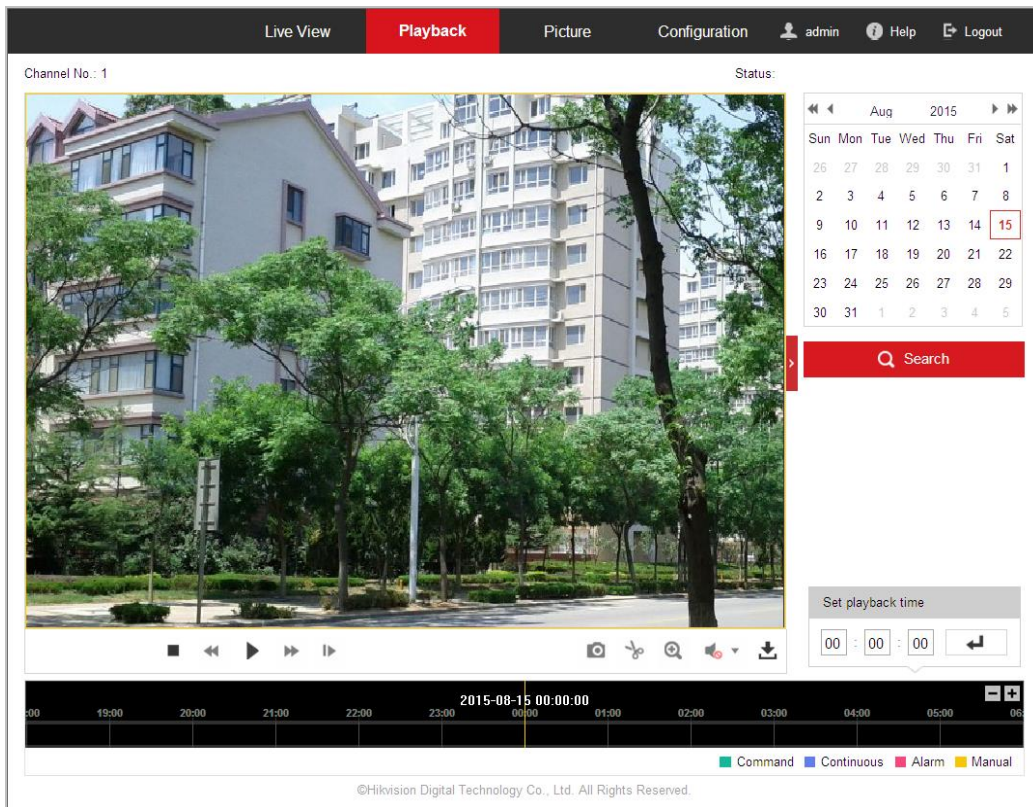 Live View Playback Picture Configuration admin Help Logout
Channel No.: 1 Status:
Aug 2015
Sun Mon Tue Wed Thu Fri Sat
26 27 28 29 30 31 1
2 3 4 5 6 7 8
9 10 11 12 13 14 15
16 17 18 19 20 21 22
23 24 25 26 27 28 29
30 31 1 2 3 4 5
Search
Set playback time
00 : 00 : 00
2015-08-15 00:00:00
:00 19:00 20:00 21:00 22:00 23:00 00:00 01:00 02:00 03:00 04:00 05:00 06:
Command Continuous Alarm Manual
©Hikvision Digital Technology Co., Ltd. All Rights Reserved.